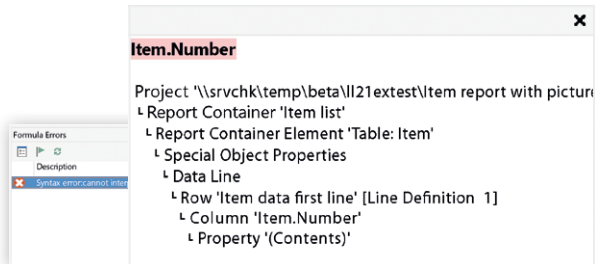 Item.Number
Project '\\srvchk\temp\beta\ll21extest\Item report with picture
Report Container 'Item list'
Report Container Element 'Table: Item'
Special Object Properties
Data Line
Row 'Item data first line' [Line Definition 1]
Column 'Item.Number'
Property '(Contents)'
Formula Errors
Description
Syntax error:cannot inter